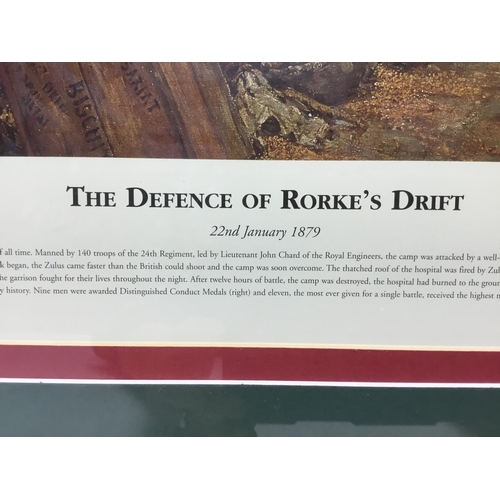 BISCU
THE DEFENCE OF RORKE'S DRIFT
22nd January 1879
f all time. Manned by 140 troops of the 24th Regiment, led by Lieutenant John Chard of the Royal Engineers, the camp was attacked by a well-
k began, the Zulus came faster than the British could shoot and the camp was soon overcome. The thatched roof of the hospital was fired by Zul
he garrison fought for their lives throughout the night. After twelve hours of battle, the camp was destroyed, the hospital had burned to the groun
y history. Nine men were awarded Distinguished Conduct Medals (right) and eleven, the most ever given for a single battle, received the highest m